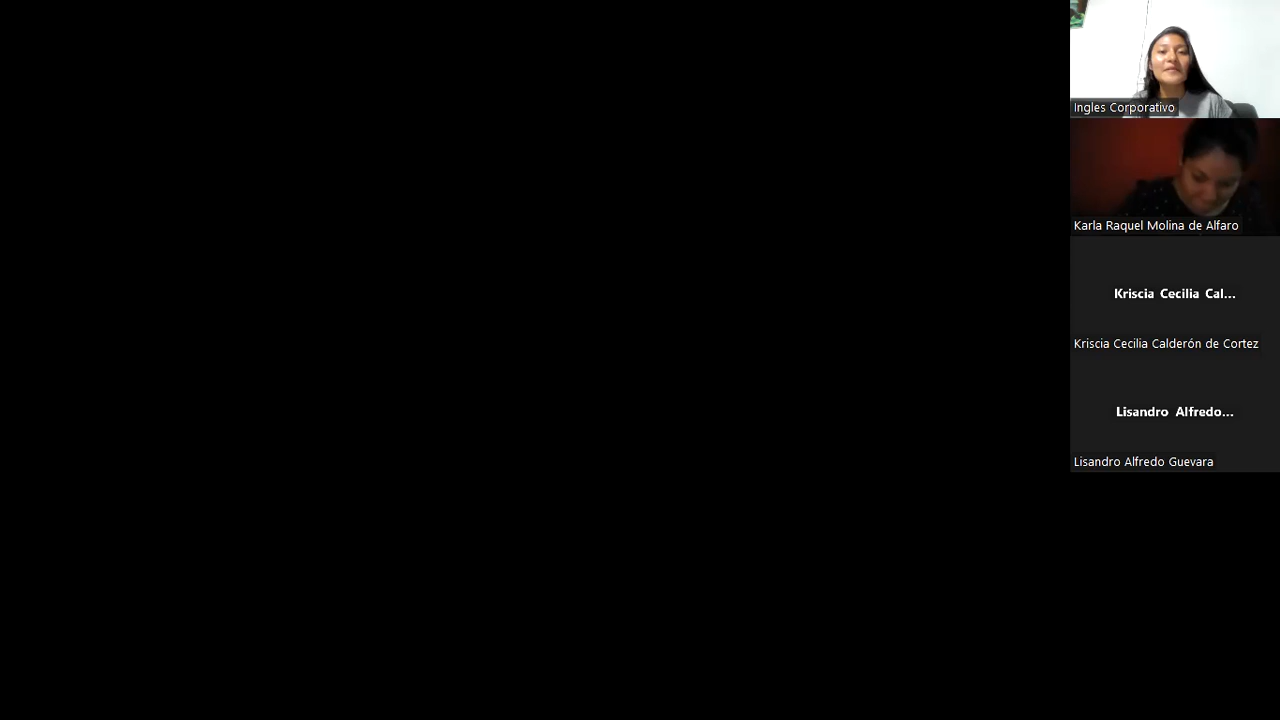 Ingles Corporativo
Karla Raquel Molina de Alfaro
Kriscia Cecilia Cal...
Kriscia Cecilia Calderón de Cortez
Lisandro Alfredo...
Lisandro Alfredo Guevara